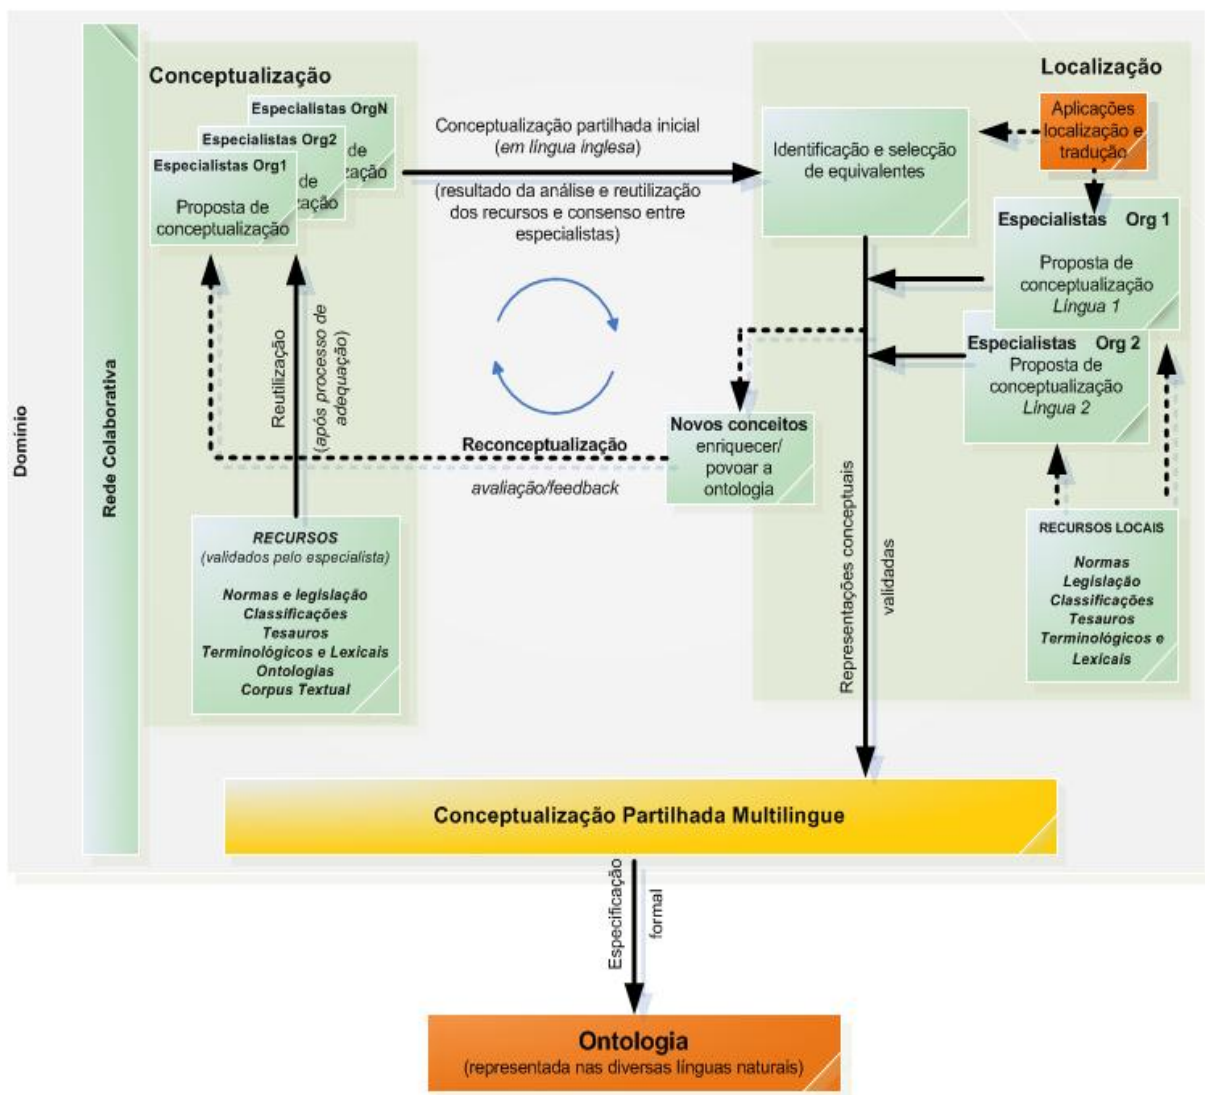 Domínio
Rede Colaborativa
Conceptualização
Especialistas OrgN
de
ização
Especialistas Org2
de
zação
Especialistas Org1
Proposta de
conceptualização
Conceptualização partilhada inicial
(em língua inglesa)
(resultado da análise e reutilização
dos recursos e consenso entre
especialistas)
Reutilização
(após processo de
adequação)
Reconceptualização
avaliação/feedback
RECURSOS
(validados pelo especialista)
Normas e legislação
Classificações
Tesauros
Terminológicos e Lexicais
Ontologias
Corpus Textual
Novos conceitos
enriquecer/
povoar a
ontologia
Localização
Aplicações
localização e
tradução
Identificação e selecção
de equivalentes
Especialistas Org 1
Proposta de
conceptualização
Língua 1
Especialistas Org 2
Proposta de
conceptualização
Língua 2
RECURSOS LOCAIS
Normas
Legislação
Classificações
Tesauros
Terminológicos e
Lexicais
Representações conceptuais
validadas
Conceptualização Partilhada Multilingue
Especificação
formal
Ontologia
(representada nas diversas línguas naturais)